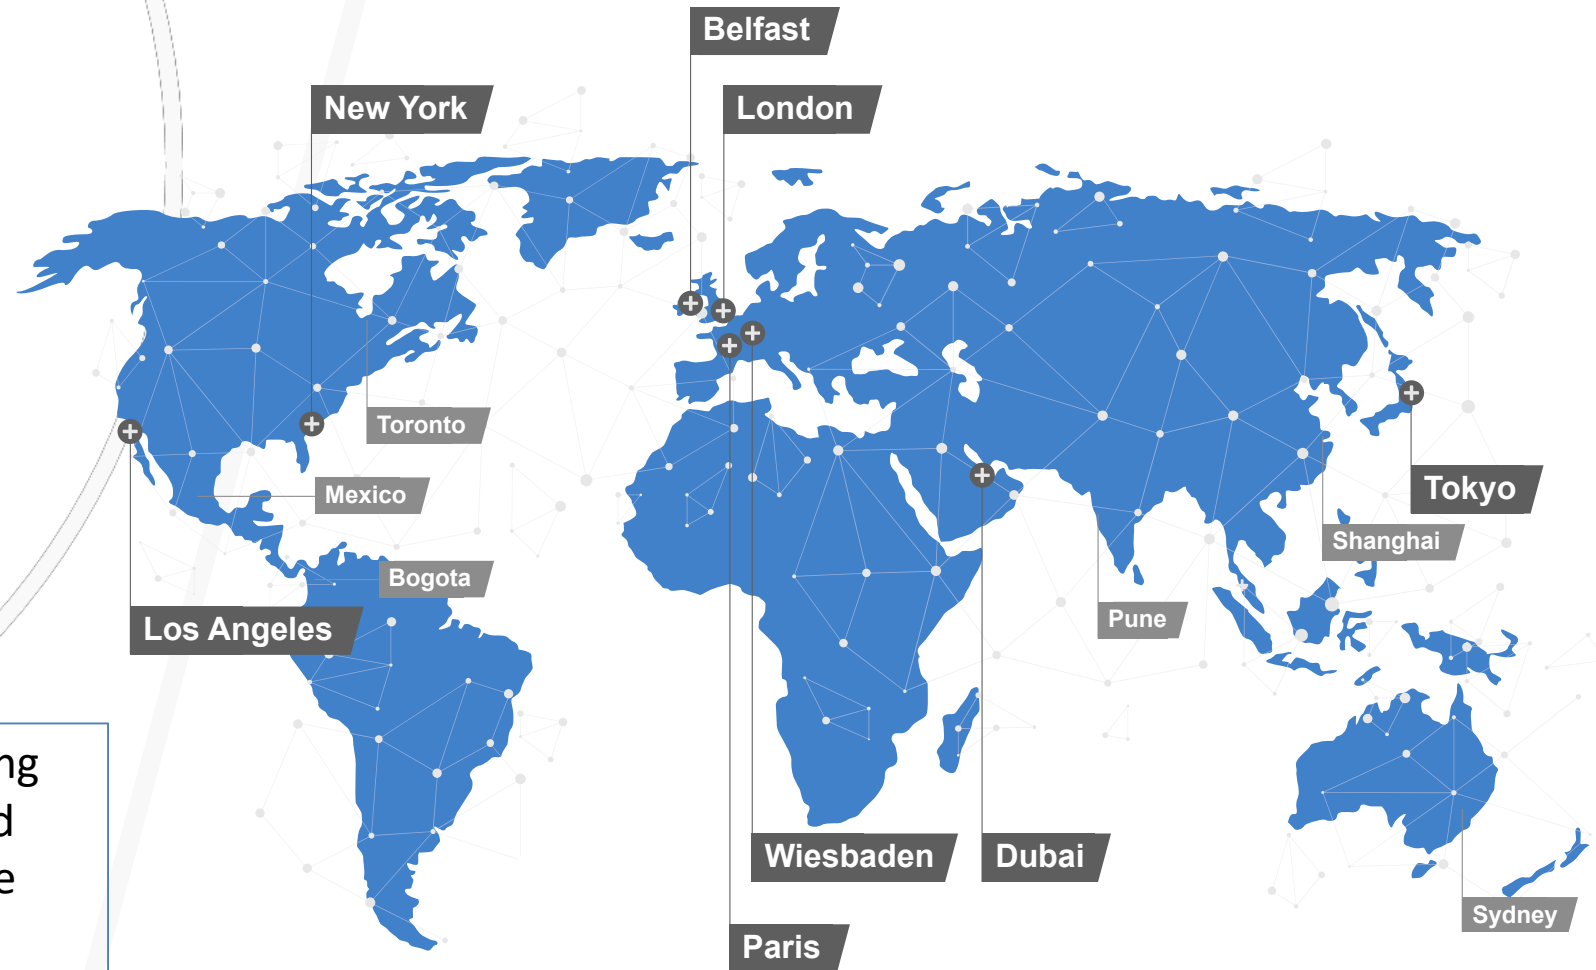 Belfast
New York
London
Toronto
Mexico
Tokyo
Shanghai
Bogota
Pune
Los Angeles
Wiesbaden
Dubai
Sydney
Paris